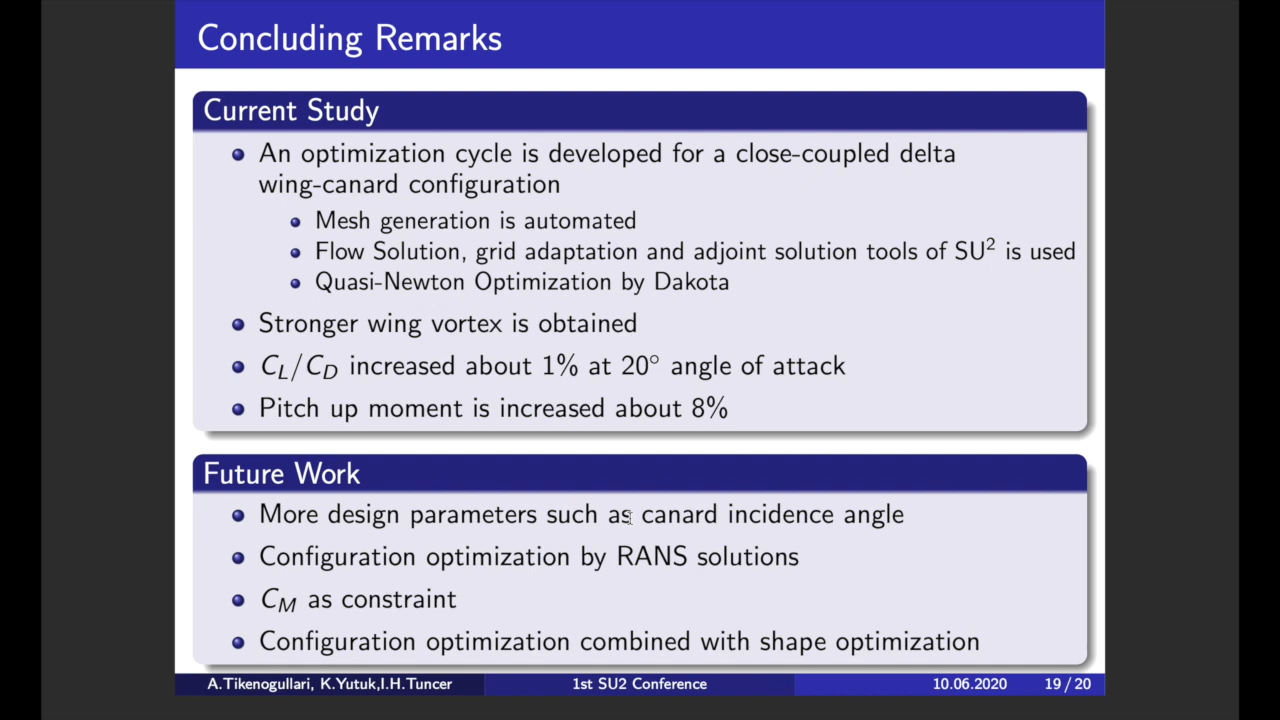 Concluding Remarks
Current Study
An optimization cycle is developed for a close-coupled delta
wing-canard configuration
Mesh generation is automated
Flow Solution, grid adaptation and adjoint solution tools of SU² is used
Quasi-Newton Optimization by Dakota
Stronger wing vortex is obtained
C_L/C_D increased about 1% at 20° angle of attack
Pitch up moment is increased about 8%
Future Work
More design parameters such as canard incidence angle
Configuration optimization by RANS solutions
C_M as constraint
Configuration optimization combined with shape optimization
A.Tikenogullari, K.Yutuk,I.H.Tuncer 1st SU2 Conference 10.06.2020 19 / 20